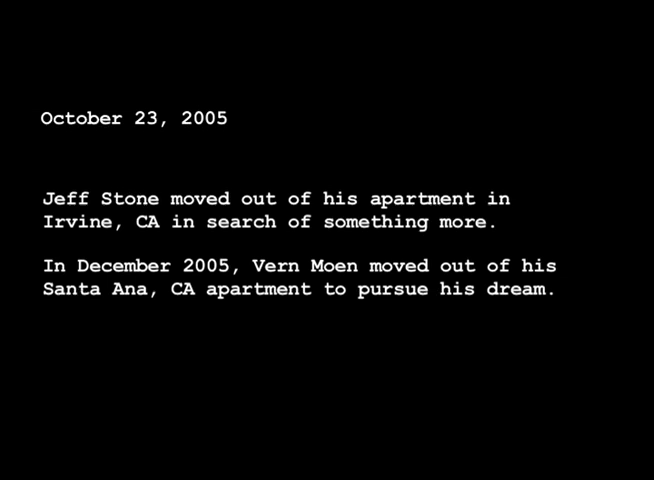 October 23, 2005
Jeff Stone moved out of his apartment in
Irvine, CA in search of something more.
In December 2005, Vern Moen moved out of his
Santa Ana, CA apartment to pursue his dream.